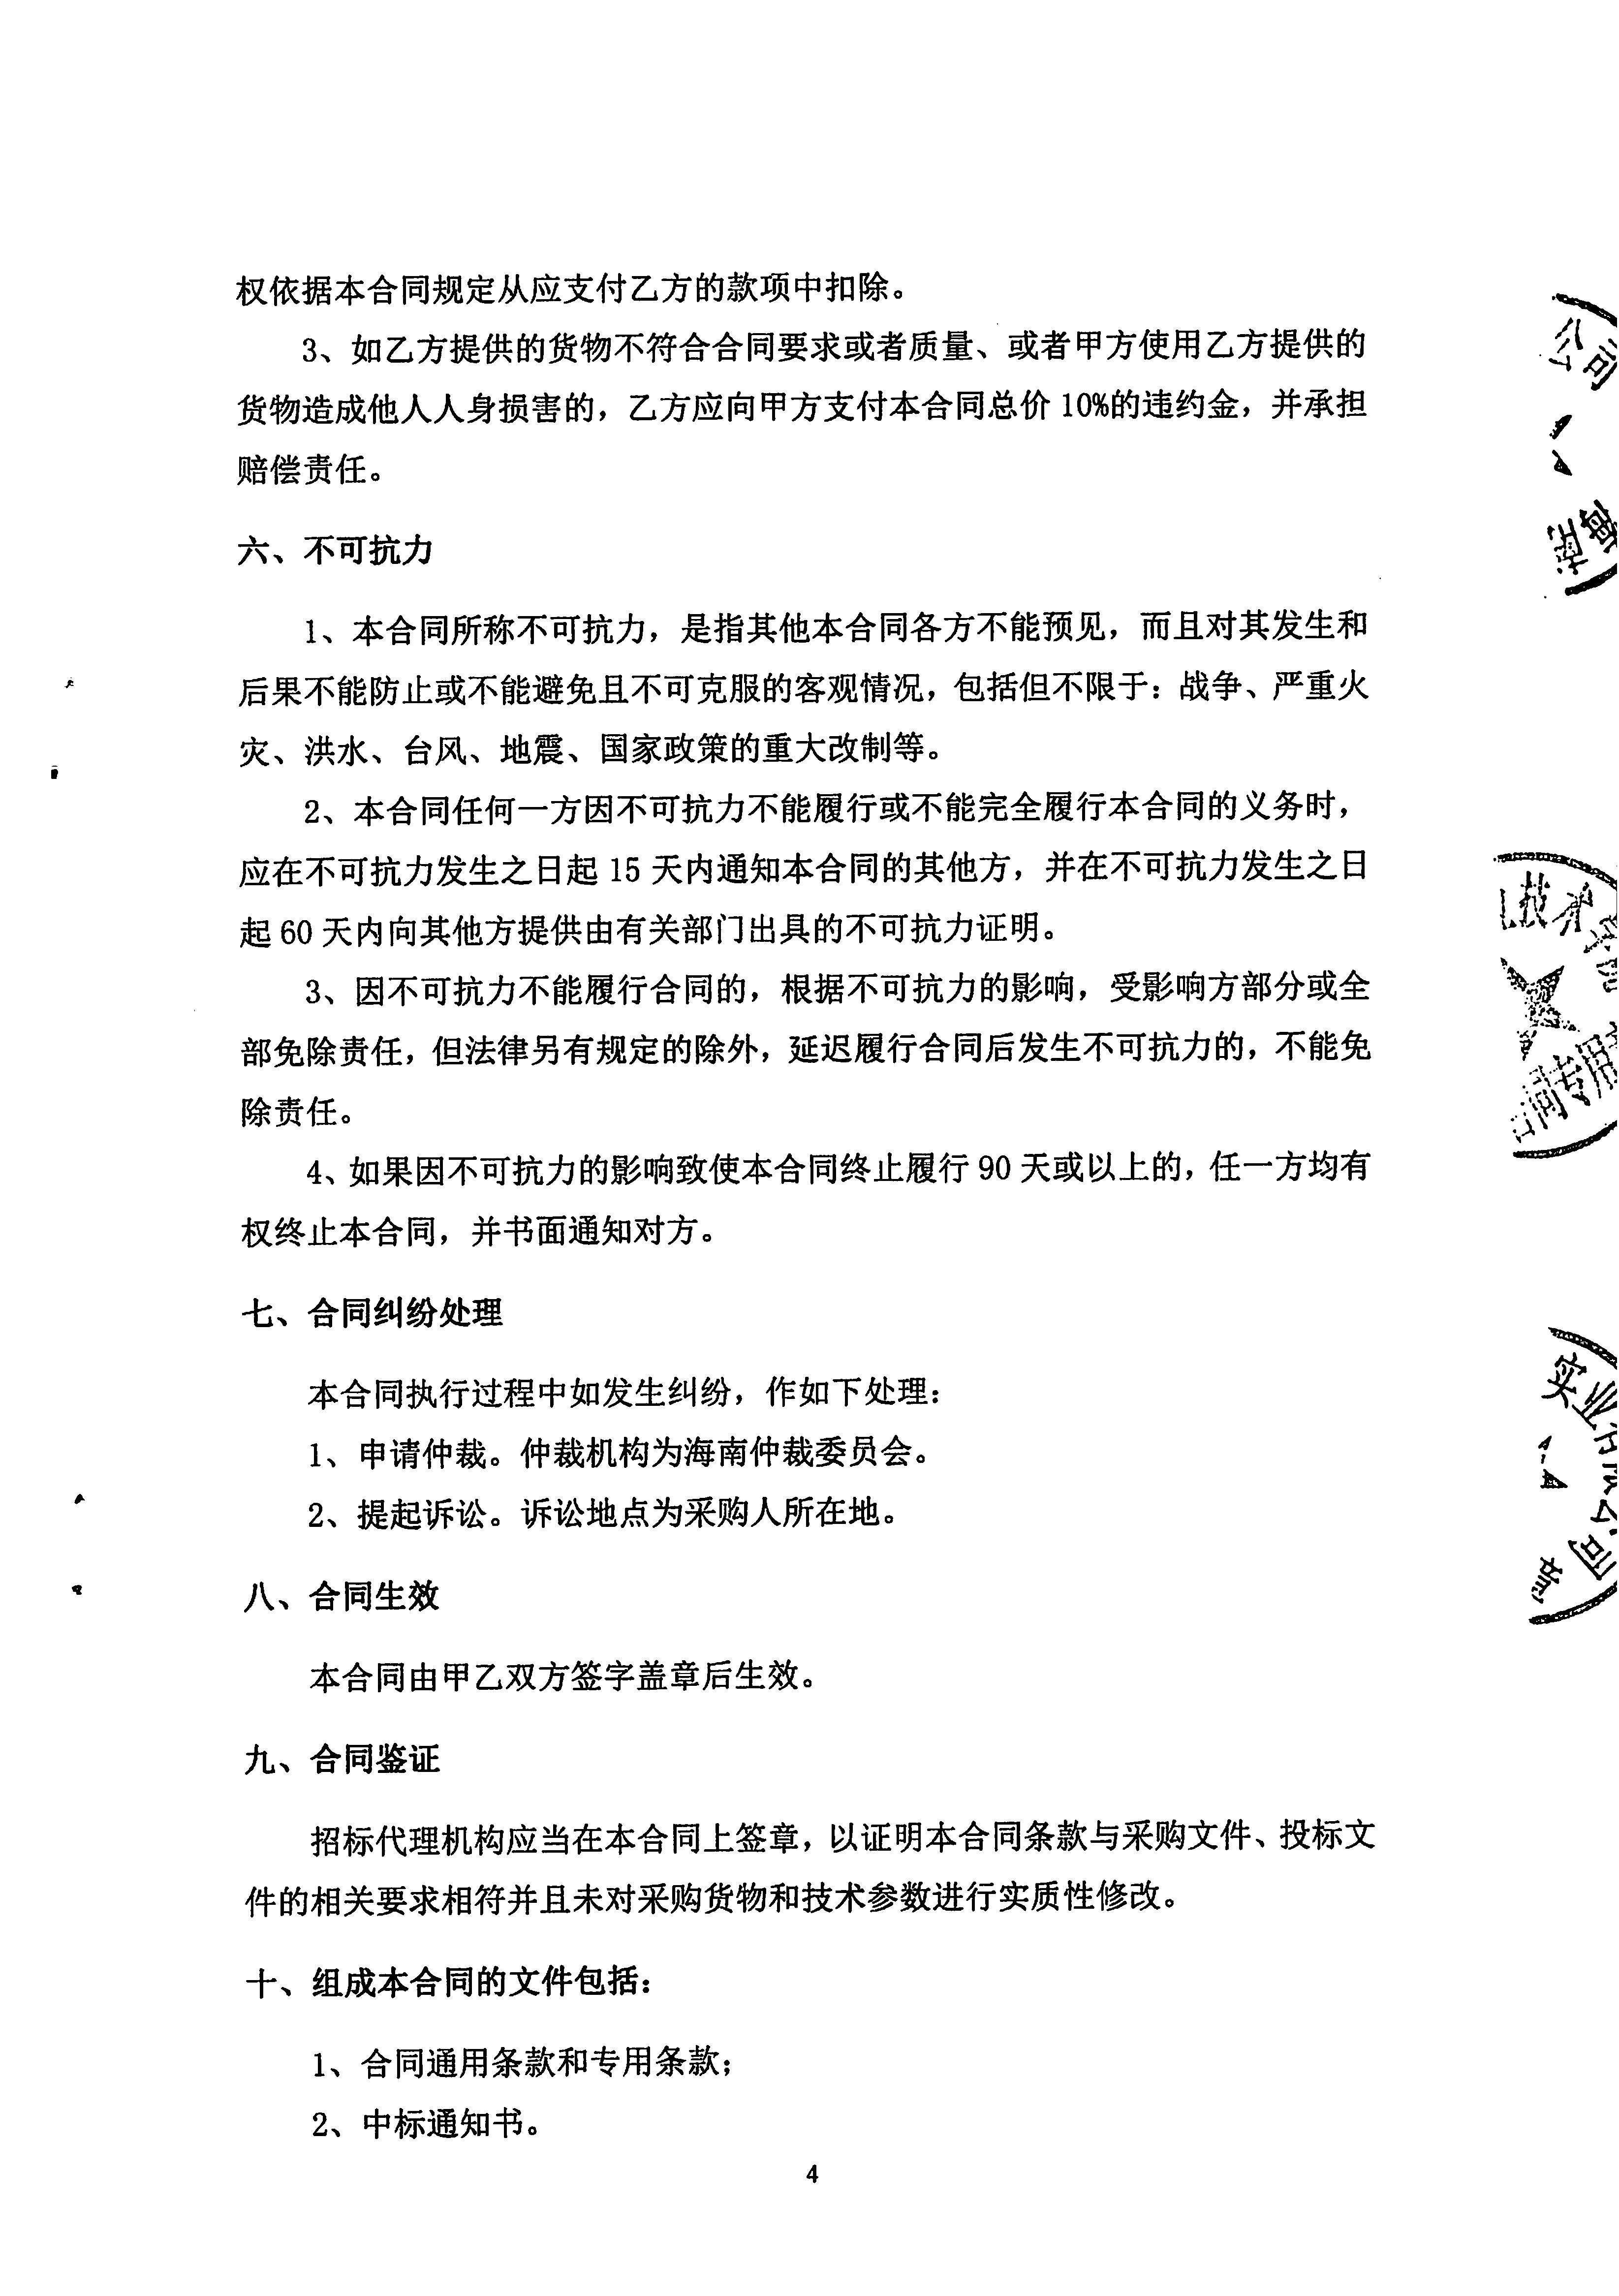 权依据本合同规定从应支付乙方的款项中扣除。
3、如乙方提供的货物不符合合同要求或者质量、或者甲方使用乙方提供的
货物造成他人人身损害的，乙方应向甲方支付本合同总价 10%的违约金，并承担
赔偿责任。
六、不可抗力
1、本合同所称不可抗力，是指其他本合同各方不能预见，而且对其发生和
后果不能防止或不能避免且不可克服的客观情况，包括但不限于：战争、严重火
灾、洪水、台风、地震、国家政策的重大改制等。
2、本合同任何一方因不可抗力不能履行或不能完全履行本合同的义务时，
应在不可抗力发生之日起 15 天内通知本合同的其他方，并在不可抗力发生之日
起 60 天内向其他方提供由有关部门出具的不可抗力证明。
3、因不可抗力不能履行合同的，根据不可抗力的影响，受影响方部分或全
部免除责任，但法律另有规定的除外，延迟履行合同后发生不可抗力的，不能免
除责任。
4、如果因不可抗力的影响致使本合同终止履行 90 天或以上的，任一方均有
权终止本合同，并书面通知对方。
七、合同纠纷处理
本合同执行过程中如发生纠纷，作如下处理：
1、申请仲裁。仲裁机构为海南仲裁委员会。
2、提起诉讼。诉讼地点为采购人所在地。
八、合同生效
本合同由甲乙双方签字盖章后生效。
九、合同鉴证
招标代理机构应当在本合同上签章，以证明本合同条款与采购文件、投标文
件的相关要求相符并且未对采购货物和技术参数进行实质性修改。
十、组成本合同的文件包括：
1、合同通用条款和专用条款；
2、中标通知书。
4
公司
技术
同专用
实业有限公司